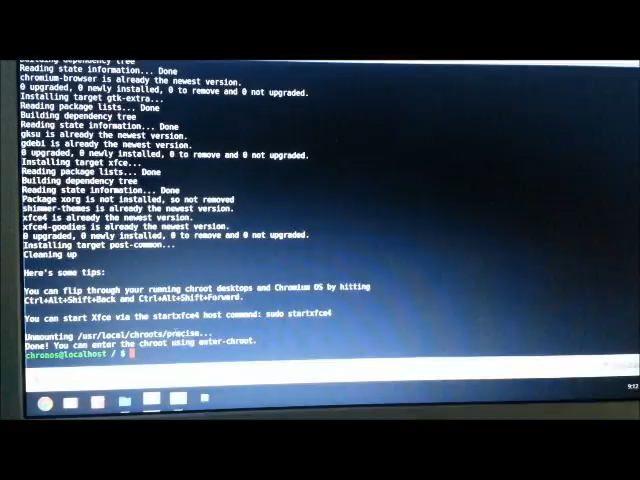 Building dependency tree
Reading state information... Done
chromium-browser is already the newest version.
0 upgraded, 0 newly installed, 0 to remove and 0 not upgraded.
Installing target gtk-extra...
Reading package lists... Done
Building dependency tree
Reading state information... Done
gksu is already the newest version.
gdebi is already the newest version.
0 upgraded, 0 newly installed, 0 to remove and 0 not upgraded.
Installing target xfce...
Reading package lists... Done
Building dependency tree
Reading state information... Done
Package xorg is not installed, so not removed
shimmer-themes is already the newest version.
xfce4 is already the newest version.
xfce4-goodies is already the newest version.
0 upgraded, 0 newly installed, 0 to remove and 0 not upgraded.
Installing target post-common...
Cleaning up
Here's some tips:
You can flip through your running chroot desktops and Chromium OS by hitting
Ctrl+Alt+Shift+Back and Ctrl+Alt+Shift+Forward.
You can start Xfce via the startxfce4 host command: sudo startxfce4
Unmounting /usr/local/chroots/precise...
Done! You can enter the chroot using enter-chroot.
chronos@localhost / $
9:12